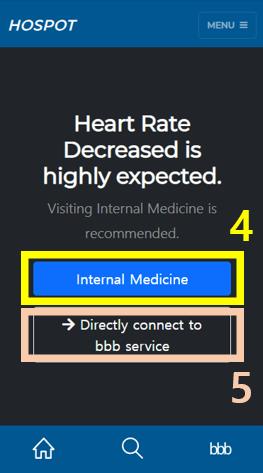 HOSPOT
MENU ≡
Heart Rate
Decreased is
highly expected.
Visiting Internal Medicine is
recommended.
4
Internal Medicine
→ Directly connect to
bbb service
5
bbb